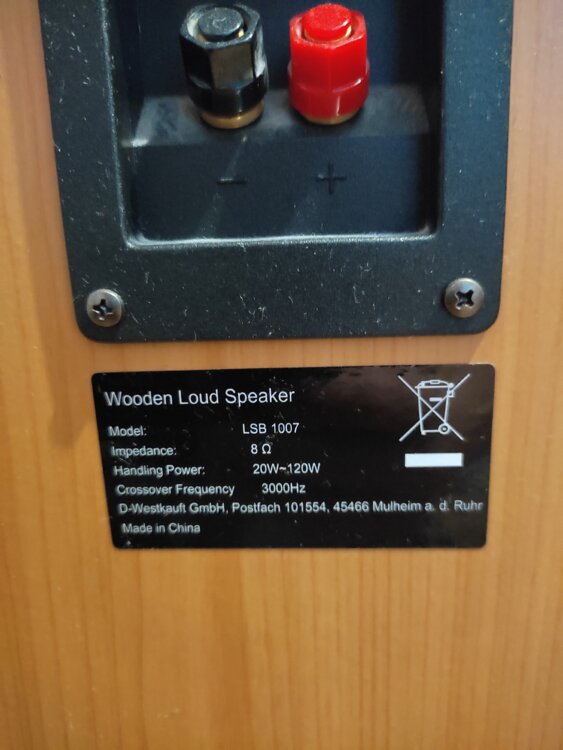 − +
Wooden Loud Speaker
Model: LSB 1007
Impedance: 8 Ω
Handling Power: 20W~120W
Crossover Frequency 3000Hz
D-Westkauft GmbH, Postfach 101554, 45466 Mulheim a. d. Ruhr
Made in China